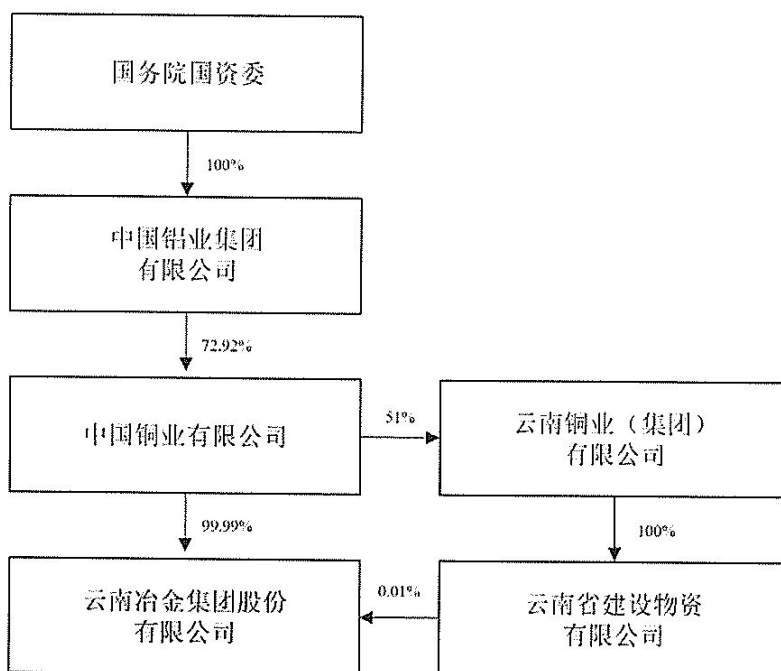 国务院国资委
100%
中国铝业集团
有限公司
72.92%
中国铜业有限公司
51%
云南铜业（集团）
有限公司
99.99%
100%
云南冶金集团股份
有限公司
0.01%
云南省建设物资
有限公司